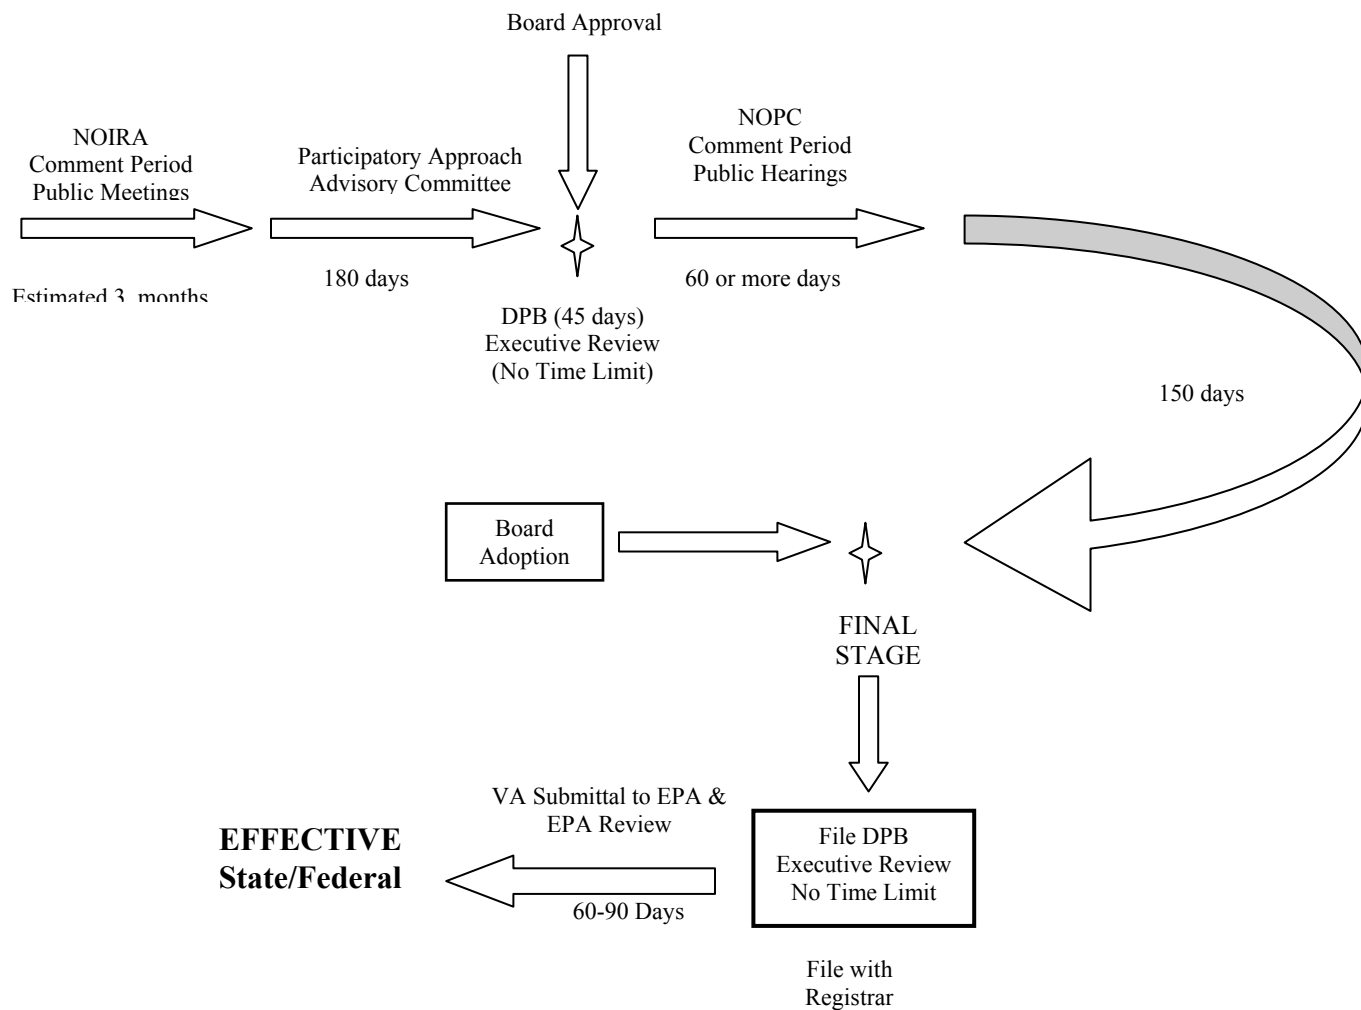 Board Approval
NOIRA
Comment Period
Public Meetings
Estimated 3 months
Participatory Approach
Advisory Committee
180 days
DPB (45 days)
Executive Review
(No Time Limit)
NOPC
Comment Period
Public Hearings
60 or more days
150 days
Board
Adoption
FINAL
STAGE
File DPB
Executive Review
No Time Limit
File with
Registrar
VA Submittal to EPA &
EPA Review
60-90 Days
EFFECTIVE
State/Federal